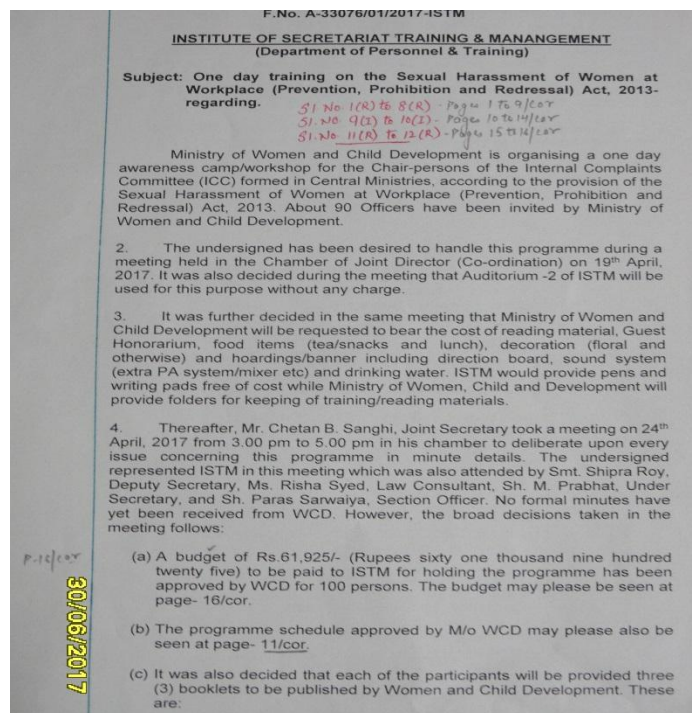 F.No. A-33076/01/2017-ISTM
INSTITUTE OF SECRETARIAT TRAINING & MANANGEMENT
(Department of Personnel & Training)
Subject: One day training on the Sexual Harassment of Women at
Workplace (Prevention, Prohibition and Redressal) Act, 2013-
regarding.
Sl. No. 1(R) to 8(R) - Pages 1 to 9/cor
Sl. No 9(I) to 10(I) - Pages 10 to 14/cor
Sl. No 11(R) to 12(R) - Pages 15 to 16/cor
Ministry of Women and Child Development is organising a one day
awareness camp/workshop for the Chair-persons of the Internal Complaints
Committee (ICC) formed in Central Ministries, according to the provision of the
Sexual Harassment of Women at Workplace (Prevention, Prohibition and
Redressal) Act, 2013. About 90 Officers have been invited by Ministry of
Women and Child Development.
2. The undersigned has been desired to handle this programme during a
meeting held in the Chamber of Joint Director (Co-ordination) on 19th April,
2017. It was also decided during the meeting that Auditorium -2 of ISTM will be
used for this purpose without any charge.
3. It was further decided in the same meeting that Ministry of Women and
Child Development will be requested to bear the cost of reading material, Guest
Honorarium, food items (tea/snacks and lunch), decoration (floral and
otherwise) and hoardings/banner including direction board, sound system
(extra PA system/mixer etc) and drinking water. ISTM would provide pens and
writing pads free of cost while Ministry of Women, Child and Development will
provide folders for keeping of training/reading materials.
4. Thereafter, Mr. Chetan B. Sanghi, Joint Secretary took a meeting on 24th
April, 2017 from 3.00 pm to 5.00 pm in his chamber to deliberate upon every
issue concerning this programme in minute details. The undersigned
represented ISTM in this meeting which was also attended by Smt. Shipra Roy,
Deputy Secretary, Ms. Risha Syed, Law Consultant, Sh. M. Prabhat, Under
Secretary, and Sh. Paras Sarwaiya, Section Officer. No formal minutes have
yet been received from WCD. However, the broad decisions taken in the
meeting follows:
P-16/cor
(a) A budget of Rs.61,925/- (Rupees sixty one thousand nine hundred
twenty five) to be paid to ISTM for holding the programme has been
approved by WCD for 100 persons. The budget may please be seen at
page- 16/cor.
(b) The programme schedule approved by M/o WCD may please also be
seen at page- 11/cor.
(c) It was also decided that each of the participants will be provided three
(3) booklets to be published by Women and Child Development. These
are:
30/06/2017